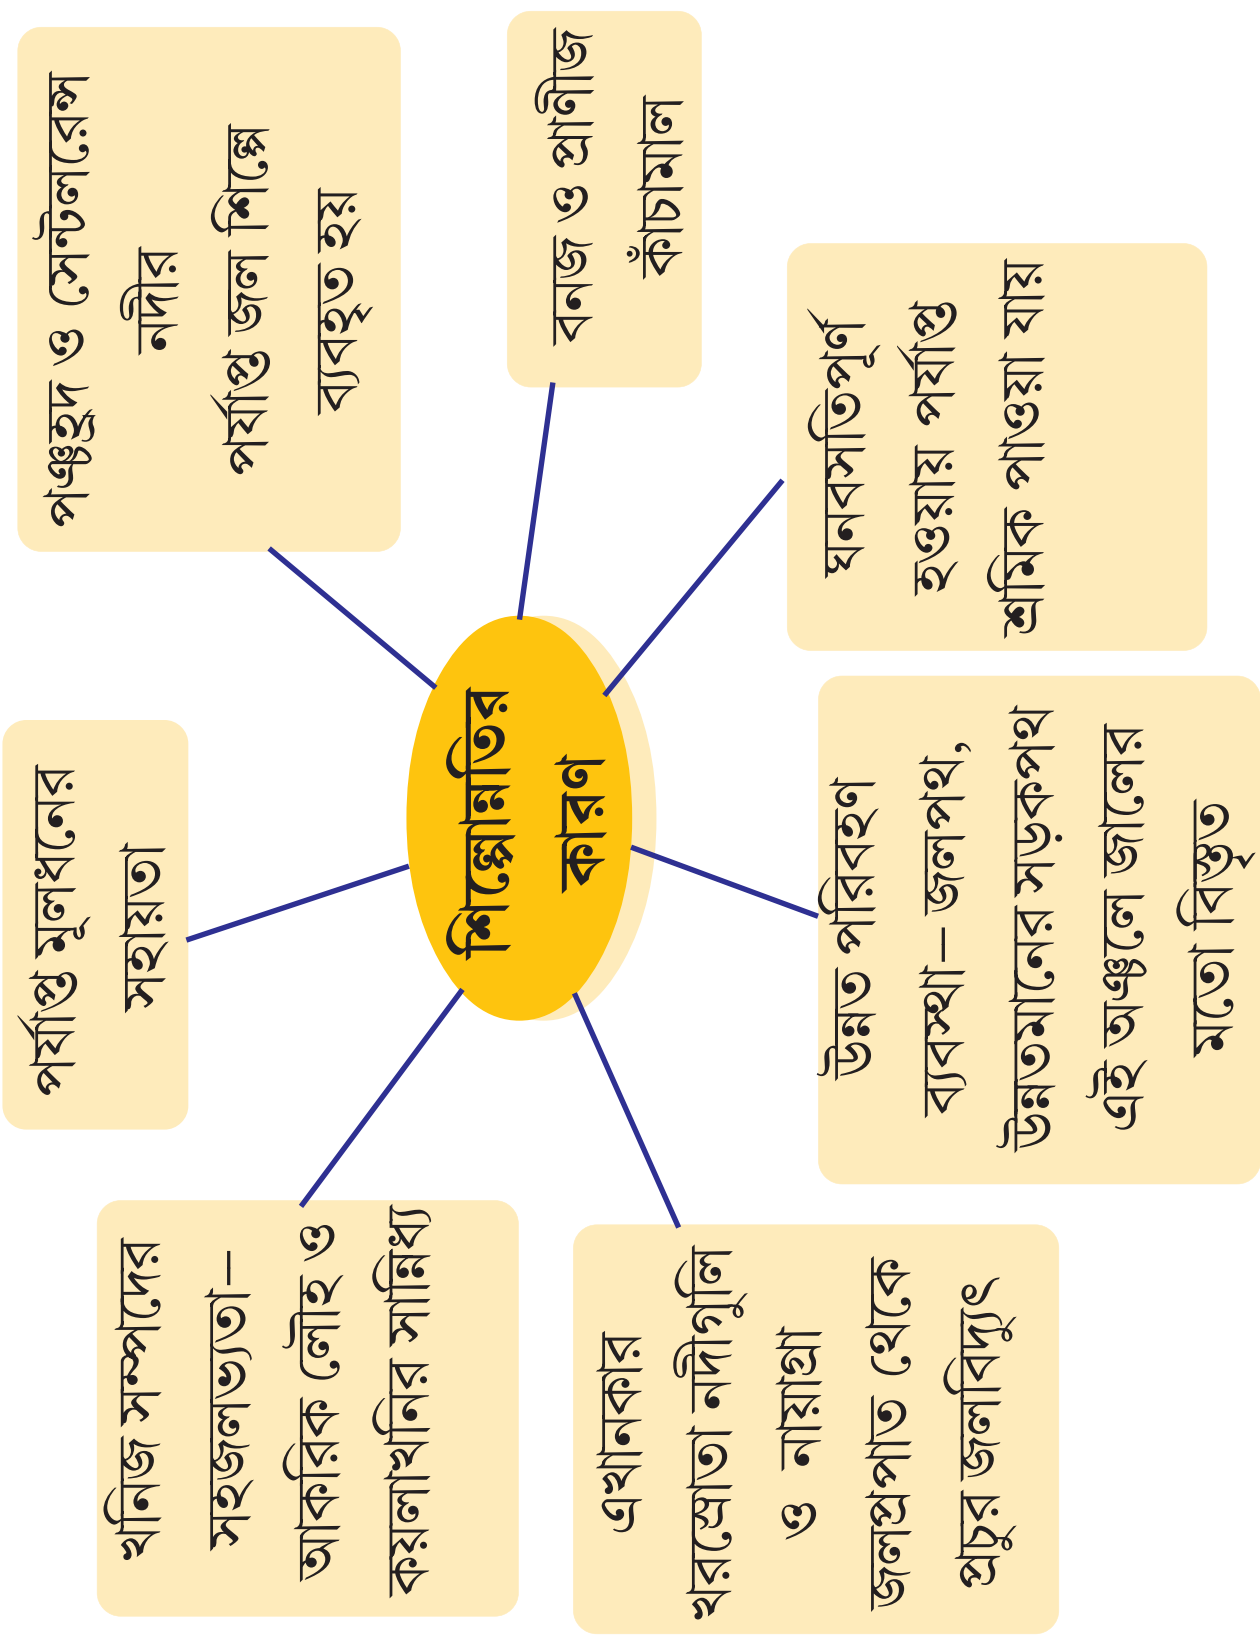 শিল্পোন্নতির
কারণ
পর্যাপ্ত মূলধনের
সহায়তা
পঞ্চহ্রদ ও সেন্টলরেন্স
নদীর
পর্যাপ্ত জল শিল্পে
ব্যবহৃত হয়
বনজ ও প্রাণীজ
কাঁচামাল
ঘনবসতিপূর্ণ
হওয়ায় পর্যাপ্ত
শ্রমিক পাওয়া যায়
উন্নত পরিবহণ
ব্যবস্থা– জলপথ,
উন্নতমানের সড়কপথ
এই অঞ্চলে জালের
মতো বিস্তৃত
এখানকার
খরস্রোতা নদীগুলি
ও নায়াগ্রা
জলপ্রপাত থেকে
প্রচুর জলবিদ্যুৎ
খনিজ সম্পদের
সহজলভ্যতা–
আকরিক লৌহ ও
কয়লাখনির সান্নিধ্য